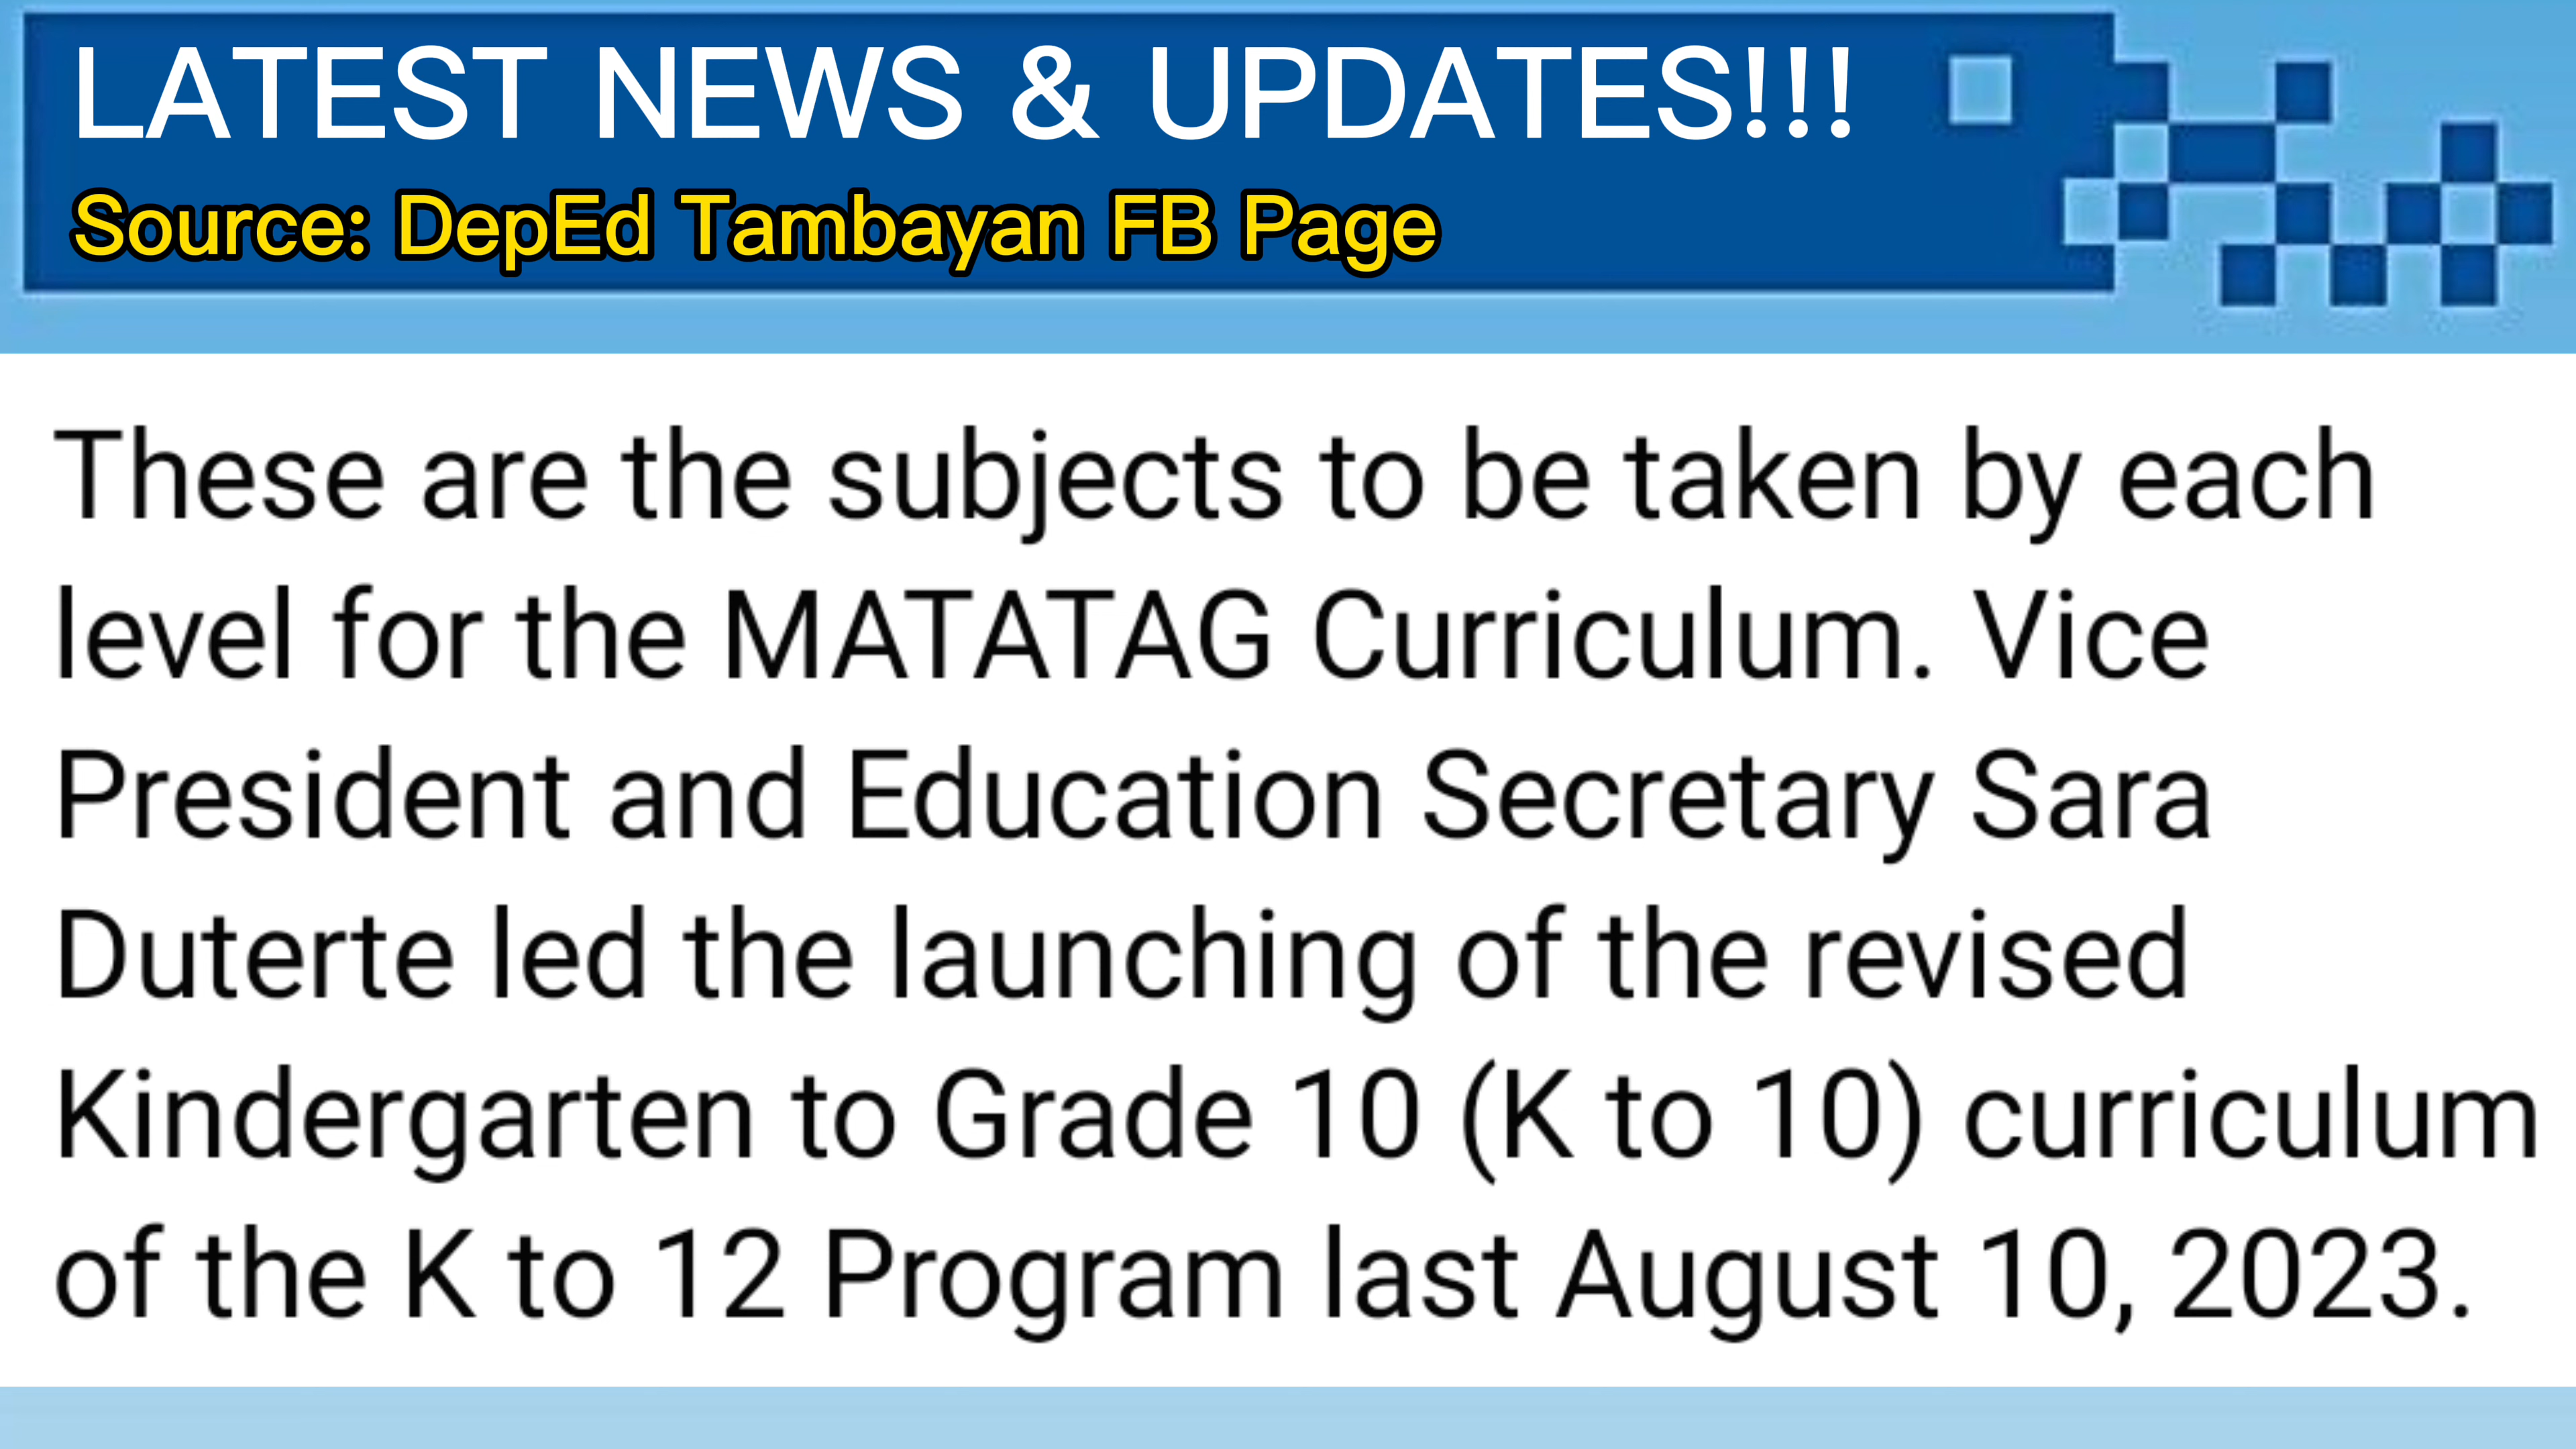 LATEST NEWS & UPDATES!!!
Source: DepEd Tambayan FB Page
These are the subjects to be taken by each
level for the MATATAG Curriculum. Vice
President and Education Secretary Sara
Duterte led the launching of the revised
Kindergarten to Grade 10 (K to 10) curriculum
of the K to 12 Program last August 10, 2023.